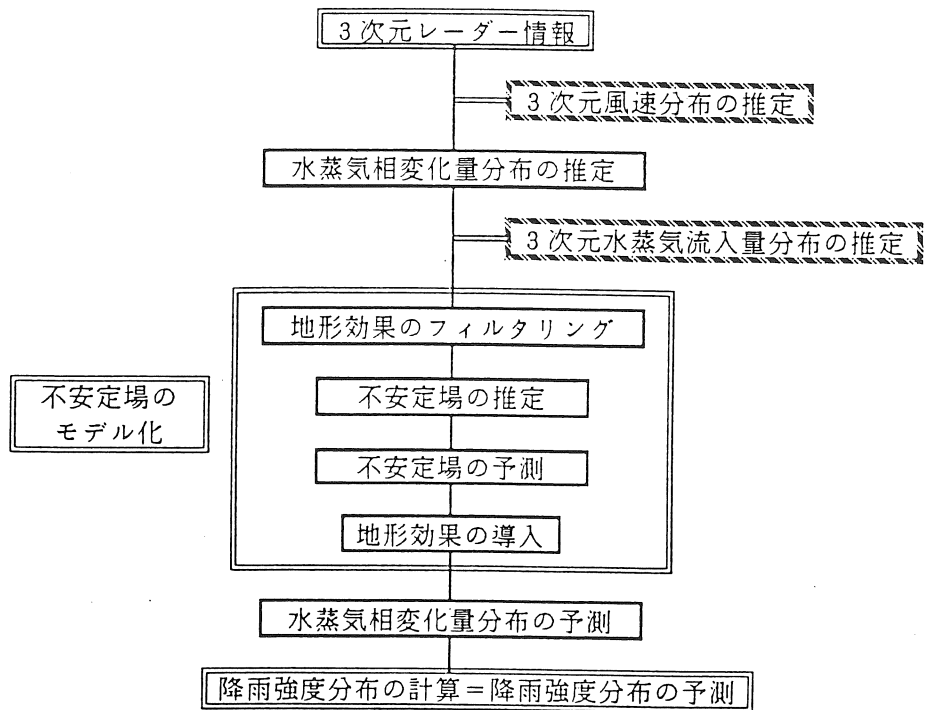 3次元レーダー情報
3次元風速分布の推定
水蒸気相変化量分布の推定
3次元水蒸気流入量分布の推定
地形効果のフィルタリング
不安定場の
モデル化
不安定場の推定
不安定場の予測
地形効果の導入
水蒸気相変化量分布の予測
降雨強度分布の計算=降雨強度分布の予測